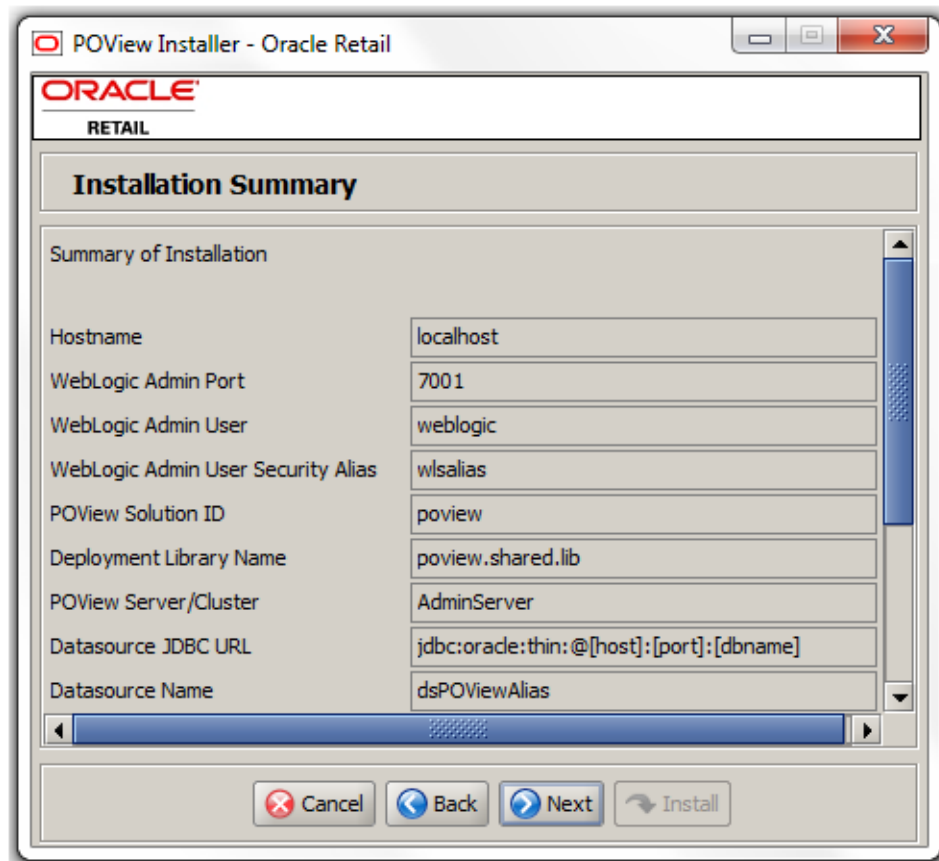 POView Installer - Oracle Retail
ORACLE
RETAIL
Installation Summary
Summary of Installation
Hostname localhost
WebLogic Admin Port 7001
WebLogic Admin User weblogic
WebLogic Admin User Security Alias wlsalias
POView Solution ID poview
Deployment Library Name poview.shared.lib
POView Server/Cluster AdminServer
Datasource JDBC URL jdbc:oracle:thin:@[host]:[port]:[dbname]
Datasource Name dsPOViewAlias
Cancel Back Next Install